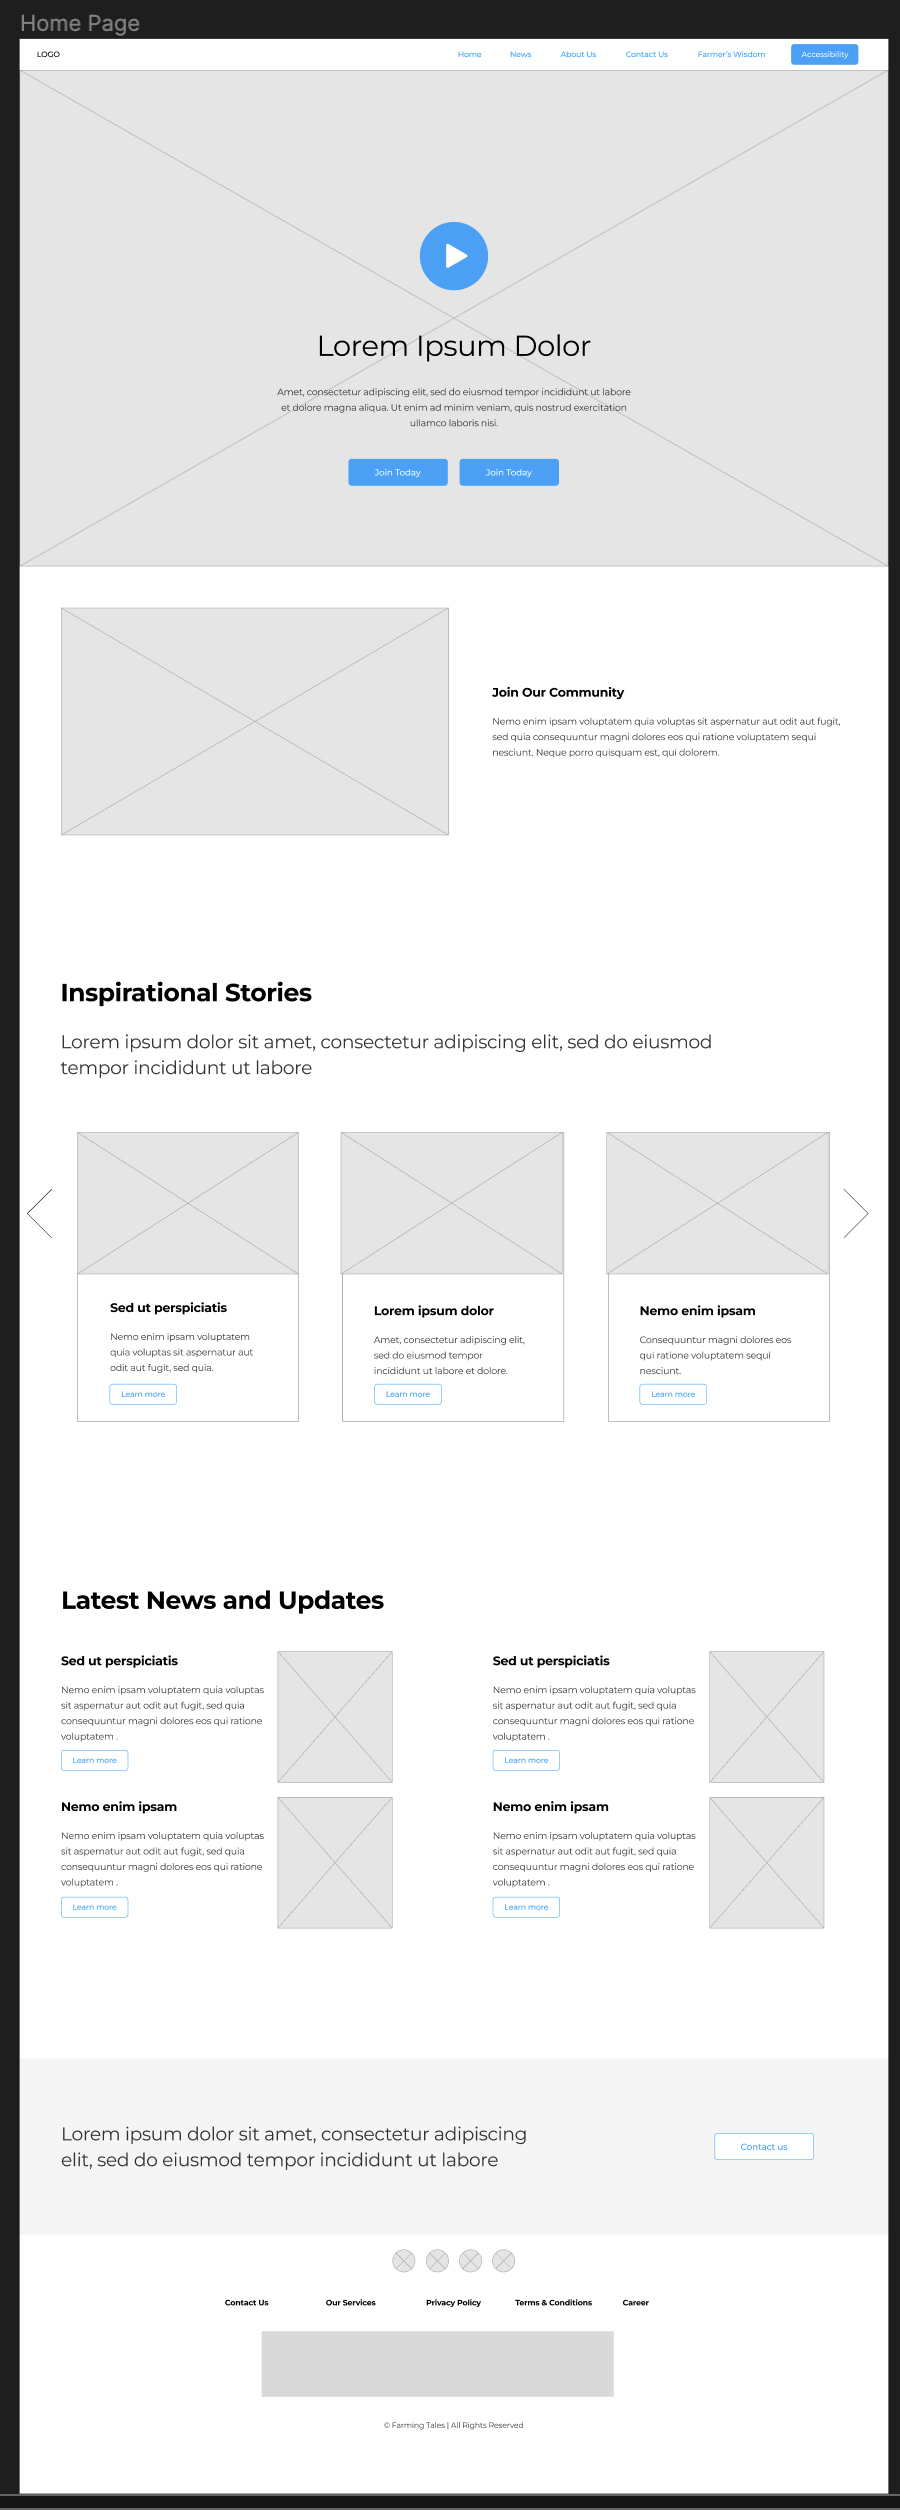 Home Page
LOGO
Home
News
About Us
Contact Us
Farmer's Wisdom
Accessibility
Lorem Ipsum Dolor
Amet, consectetur adipiscing elit, sed do eiusmod tempor incididunt ut labore
et dolore magna aliqua. Ut enim ad minim veniam, quis nostrud exercitation
ullamco laboris nisi.
Join Today
Join Today
Join Our Community
Nemo enim ipsam voluptatem quia voluptas sit aspernatur aut odit aut fugit,
sed quia consequuntur magni dolores eos qui ratione voluptatem sequi
nesciunt. Neque porro quisquam est, qui dolorem.
Inspirational Stories
Lorem ipsum dolor sit amet, consectetur adipiscing elit, sed do eiusmod
tempor incididunt ut labore
Sed ut perspiciatis
Nemo enim ipsam voluptatem
quia voluptas sit aspernatur aut
odit aut fugit, sed quia.
Learn more
Lorem ipsum dolor
Amet, consectetur adipiscing elit,
sed do eiusmod tempor
incididunt ut labore et dolore.
Learn more
Nemo enim ipsam
Consequuntur magni dolores eos
qui ratione voluptatem sequi
nesciunt.
Learn more
Latest News and Updates
Sed ut perspiciatis
Nemo enim ipsam voluptatem quia voluptas
sit aspernatur aut odit aut fugit, sed quia
consequuntur magni dolores eos qui ratione
voluptatem .
Learn more
Sed ut perspiciatis
Nemo enim ipsam voluptatem quia voluptas
sit aspernatur aut odit aut fugit, sed quia
consequuntur magni dolores eos qui ratione
voluptatem .
Learn more
Nemo enim ipsam
Nemo enim ipsam voluptatem quia voluptas
sit aspernatur aut odit aut fugit, sed quia
consequuntur magni dolores eos qui ratione
voluptatem .
Learn more
Nemo enim ipsam
Nemo enim ipsam voluptatem quia voluptas
sit aspernatur aut odit aut fugit, sed quia
consequuntur magni dolores eos qui ratione
voluptatem .
Learn more
Lorem ipsum dolor sit amet, consectetur adipiscing
elit, sed do eiusmod tempor incididunt ut labore
Contact us
Contact Us
Our Services
Privacy Policy
Terms & Conditions
Career
© Farming Tales | All Rights Reserved